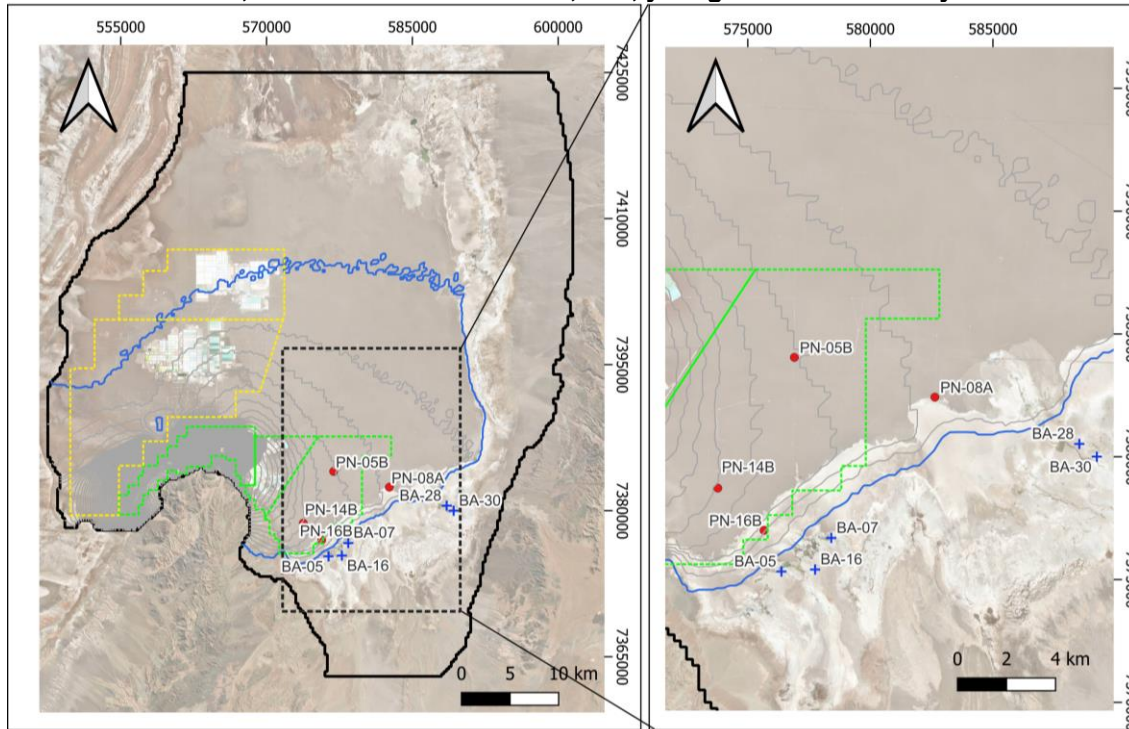 555000 570000 585000 600000
7425000
7410000
7395000
7380000
7365000
PN-05B
PN-08A
BA-28
BA-30
PN-14B
PN-16B
BA-07
BA-05
BA-16
0 5 10 km
575000 580000 585000
PN-05B
PN-08A
BA-28
BA-30
PN-14B
PN-16B
BA-07
BA-05
BA-16
0 2 4 km